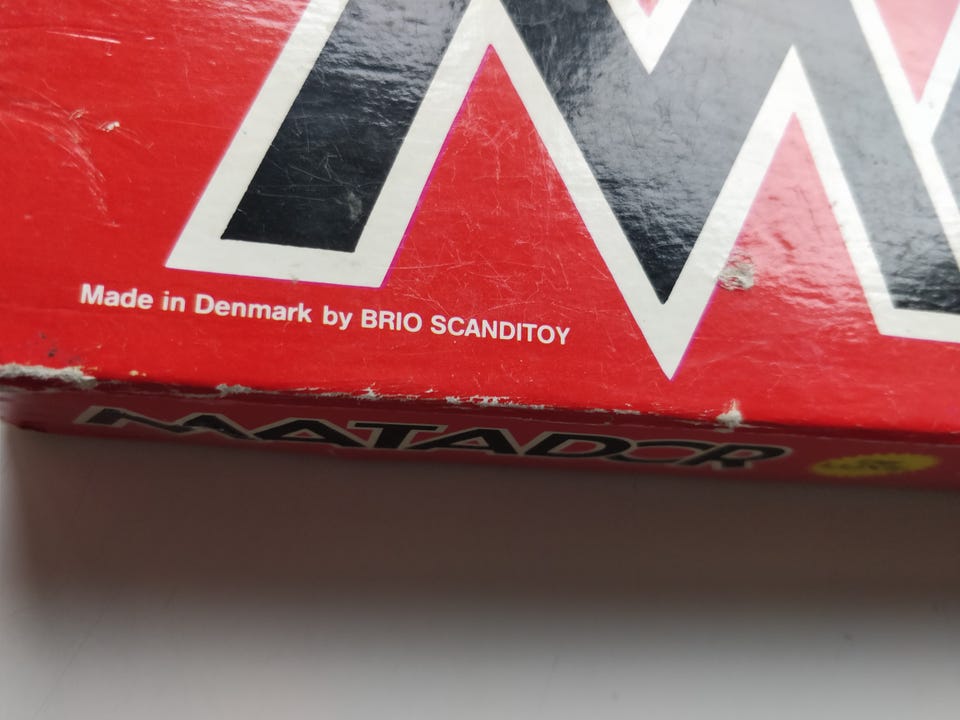 M
Made in Denmark by BRIO SCANDITOY
MATADOR